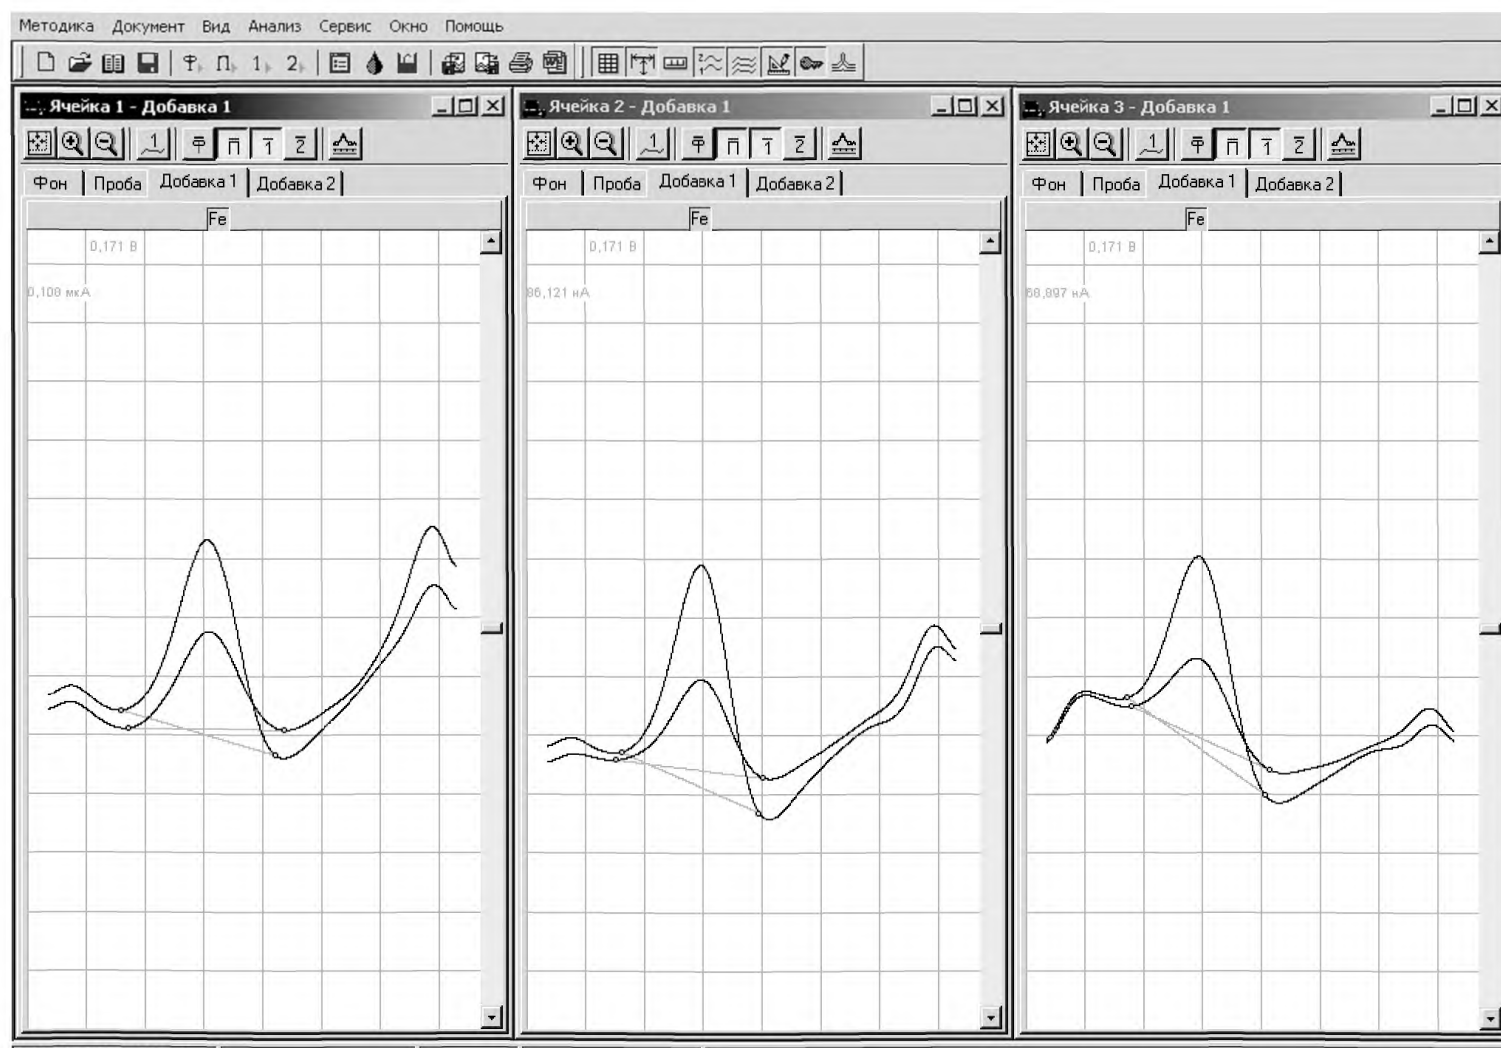 Методика Документ Вид Анализ Сервис Окно Помощь
Ячейка 1 - Добавка 1
Фон Проба Добавка 1 Добавка 2
Fe
0,171 В
0,108 мкА
Ячейка 2 - Добавка 1
Фон Проба Добавка 1 Добавка 2
Fe
0,171 В
86,121 нА
Ячейка 3 - Добавка 1
Фон Проба Добавка 1 Добавка 2
Fe
0,171 В
68,897 нА